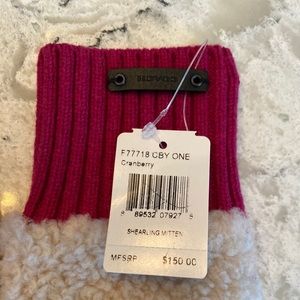 F77718 CBY ONE
Cranberry
8 89532 07927
SHEARLING MITTEN
MFSRP $150.00